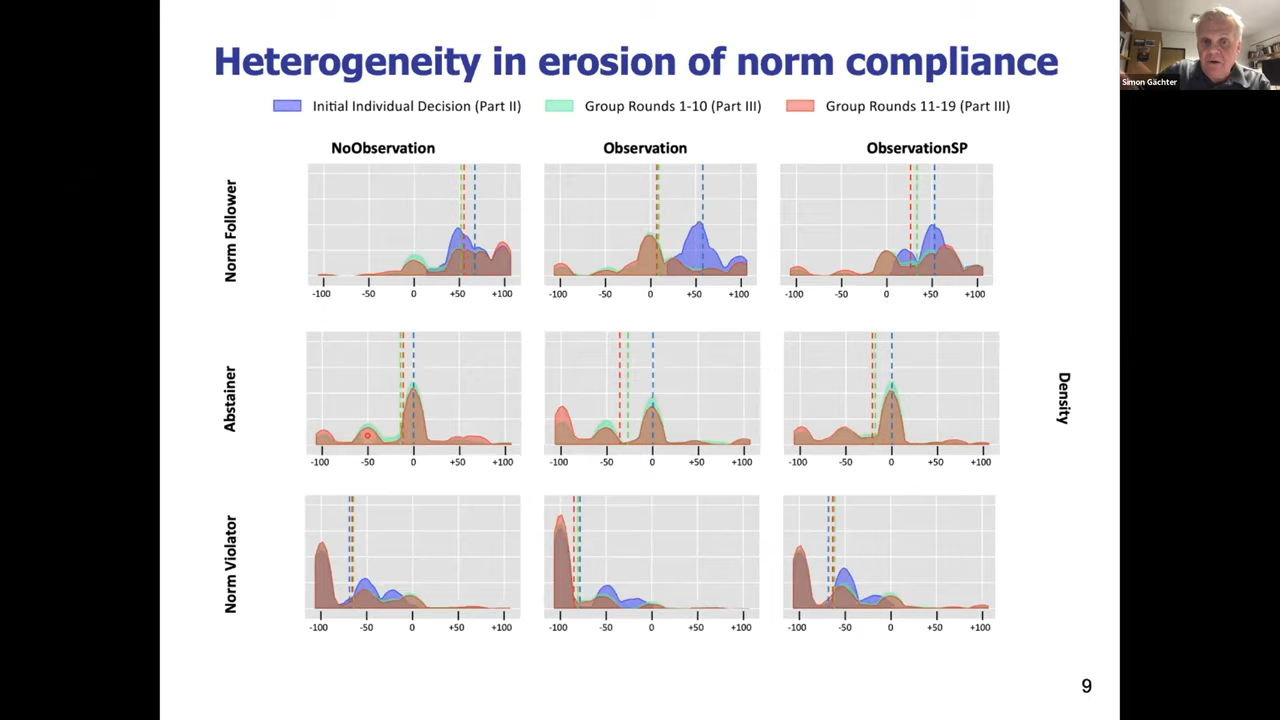 Heterogeneity in erosion of norm compliance
Simon Gächter
Initial Individual Decision (Part II) Group Rounds 1-10 (Part III) Group Rounds 11-19 (Part III)
NoObservation Observation ObservationSP
Norm Follower
-100 -50 0 +50 +100 -100 -50 0 +50 +100 -100 -50 0 +50 +100
Abstainer
Density
-100 -50 0 +50 +100 -100 -50 0 +50 +100 -100 -50 0 +50 +100
Norm Violator
-100 -50 0 +50 +100 -100 -50 0 +50 +100 -100 -50 0 +50 +100
9